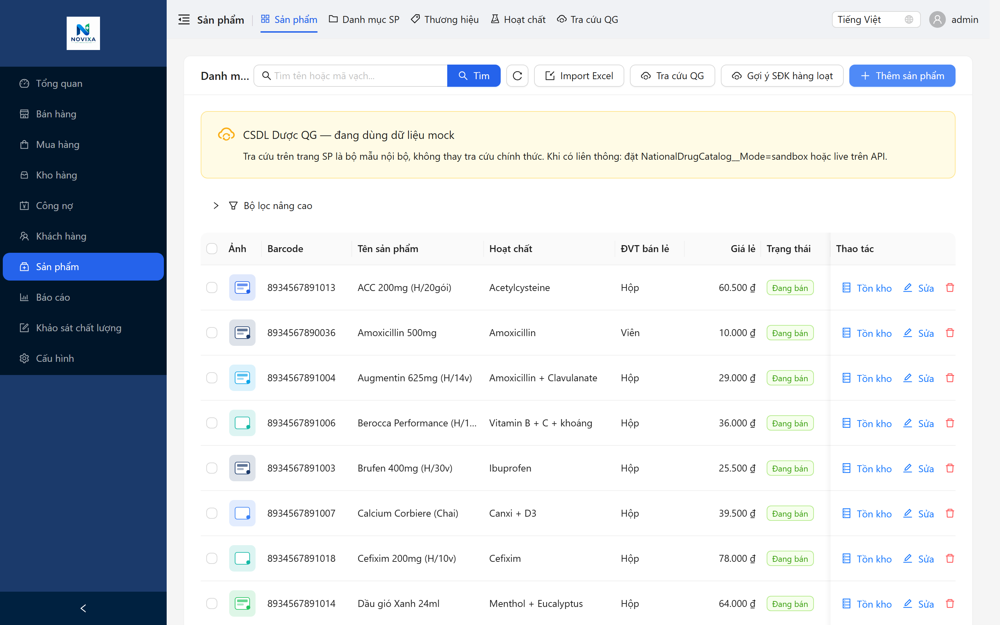 NOVIXA
Tổng quan
Bán hàng
Mua hàng
Kho hàng
Công nợ
Khách hàng
Sản phẩm
Báo cáo
Khảo sát chất lượng
Cấu hình
Sản phẩm
Sản phẩm
Danh mục SP
Thương hiệu
Hoạt chất
Tra cứu QG
Tiếng Việt
admin
Danh m...
Tìm tên hoặc mã vạch...
Tìm
Import Excel
Tra cứu QG
Gợi ý SĐK hàng loạt
Thêm sản phẩm
CSDL Dược QG — đang dùng dữ liệu mock
Tra cứu trên trang SP là bộ mẫu nội bộ, không thay tra cứu chính thức. Khi có liên thông: đặt NationalDrugCatalog__Mode=sandbox hoặc live trên API.
Bộ lọc nâng cao
Ảnh Barcode Tên sản phẩm Hoạt chất ĐVT bán lẻ Giá lẻ Trạng thái Thao tác
8934567891013 ACC 200mg (H/20gói) Acetylcysteine Hộp 60.500 ₫ Đang bán Tồn kho Sửa
8934567890036 Amoxicillin 500mg Amoxicillin Viên 10.000 ₫ Đang bán Tồn kho Sửa
8934567891004 Augmentin 625mg (H/14v) Amoxicillin + Clavulanate Hộp 29.000 ₫ Đang bán Tồn kho Sửa
8934567891006 Berocca Performance (H/1... Vitamin B + C + khoáng Hộp 36.000 ₫ Đang bán Tồn kho Sửa
8934567891003 Brufen 400mg (H/30v) Ibuprofen Hộp 25.500 ₫ Đang bán Tồn kho Sửa
8934567891007 Calcium Corbiere (Chai) Canxi + D3 Hộp 39.500 ₫ Đang bán Tồn kho Sửa
8934567891018 Cefixim 200mg (H/10v) Cefixim Hộp 78.000 ₫ Đang bán Tồn kho Sửa
8934567891014 Dầu gió Xanh 24ml Menthol + Eucalyptus Hộp 64.000 ₫ Đang bán Tồn kho Sửa